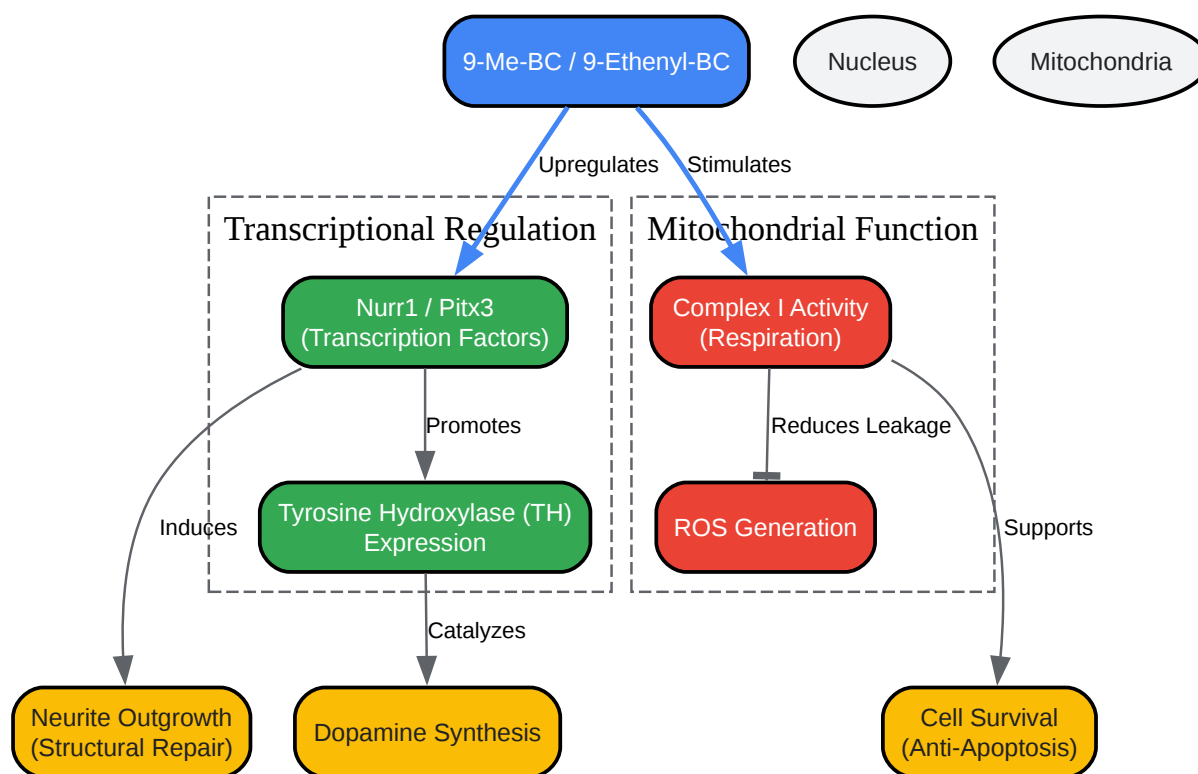 9-Me-BC / 9-Ethenyl-BC
Nucleus
Mitochondria
Upregulates
Stimulates
Transcriptional Regulation
Mitochondrial Function
Nurr1 / Pitx3
(Transcription Factors)
Complex I Activity
(Respiration)
Promotes
Reduces Leakage
Induces
Tyrosine Hydroxylase (TH)
Expression
ROS Generation
Supports
Catalyzes
Neurite Outgrowth
(Structural Repair)
Dopamine Synthesis
Cell Survival
(Anti-Apoptosis)